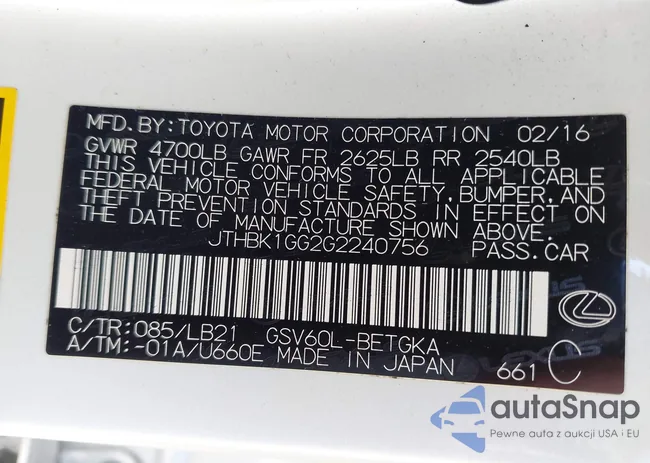 MFD.BY:TOYOTA MOTOR CORPORATION 02/16
GVWR 4700LB GAWR FR 2625LB RR 2540LB
THIS VEHICLE CONFORMS TO ALL APPLICABLE
FEDERAL MOTOR VEHICLE SAFETY,BUMPER,AND
THEFT PREVENTION STANDARDS IN EFFECT ON
THE DATE OF MANUFACTURE SHOWN ABOVE.
JTHBK1GG2G2240756 PASS.CAR
C/TR:085/LB21 GSV60L-BETGKA
A/TM:-01A/U660E MADE IN JAPAN
661 C
autaSnap
Pewne auta z aukcji USA i EU